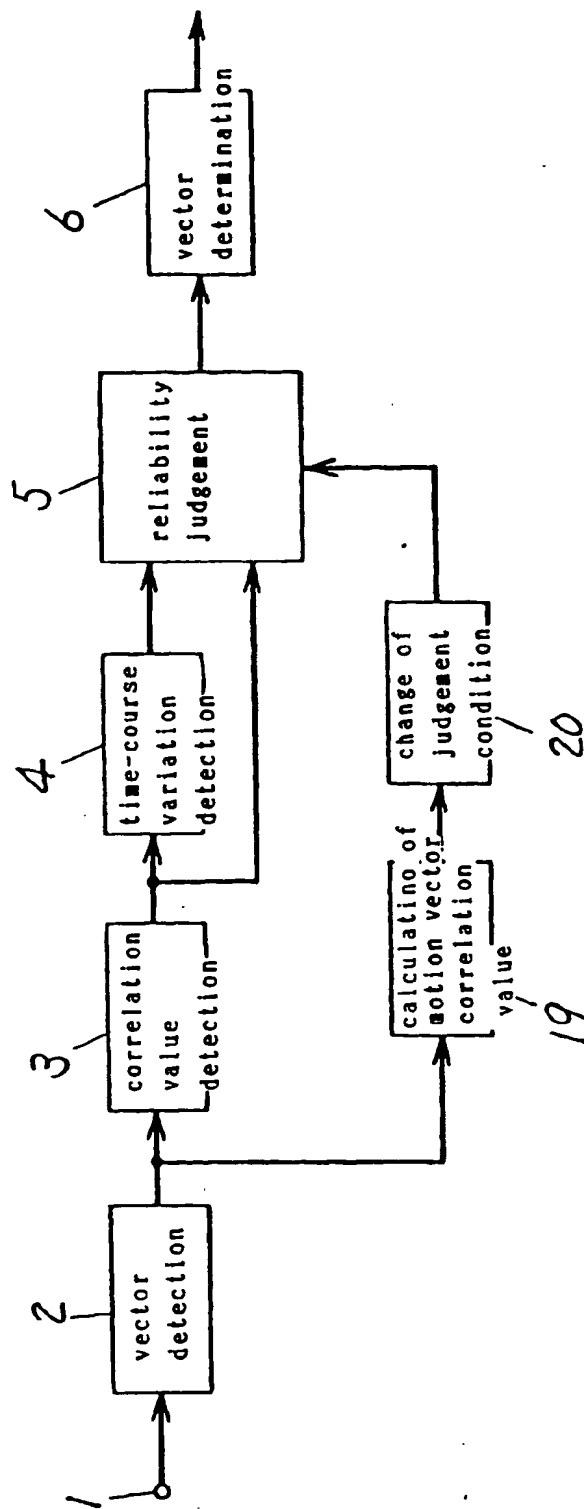 1
2
vector
detection
3
correlation
value
detection
4
time-course
variation
detection
5
reliability
judgement
6
vector
determination
calculatino of
motion vector
correlation
value
19
change of
judgement
condition
20